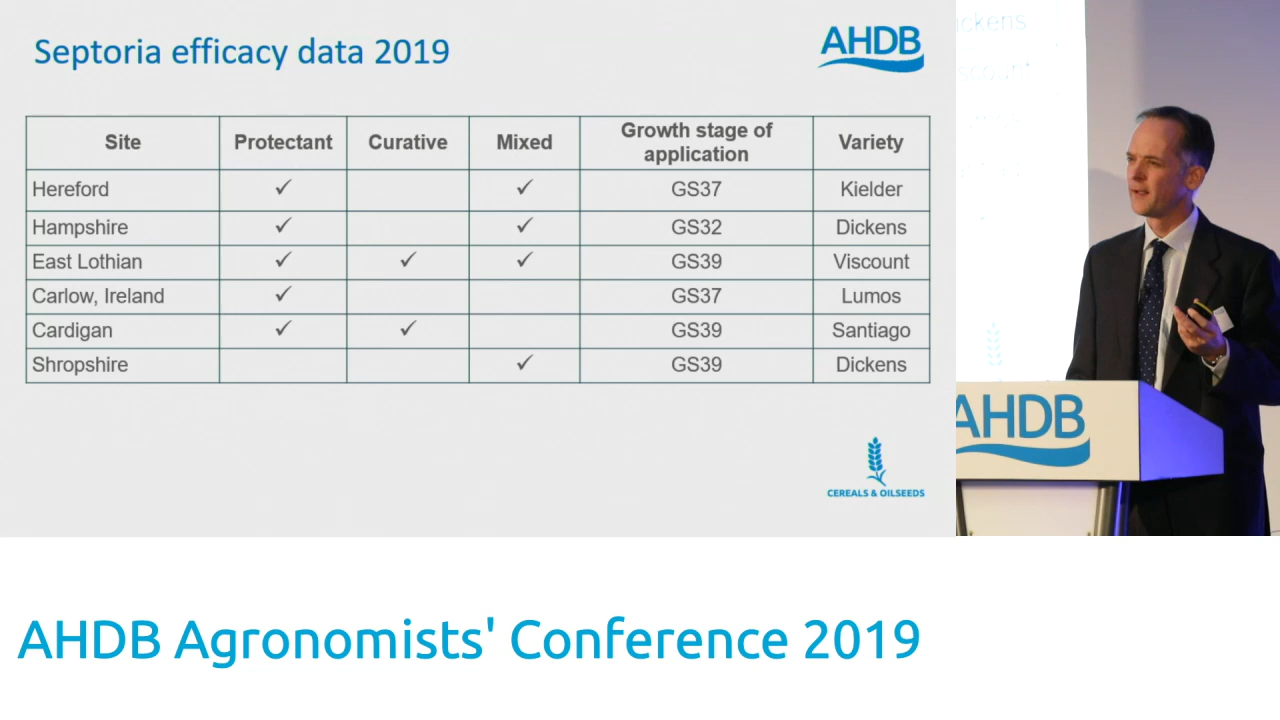 Septoria efficacy data 2019
AHDB
Site Protectant Curative Mixed Growth stage of application Variety
Hereford ✓ ✓ GS37 Kielder
Hampshire ✓ ✓ GS32 Dickens
East Lothian ✓ ✓ ✓ GS39 Viscount
Carlow, Ireland ✓ GS37 Lumos
Cardigan ✓ ✓ GS39 Santiago
Shropshire ✓ GS39 Dickens
CEREALS & OILSEEDS
AHDB
AHDB Agronomists' Conference 2019